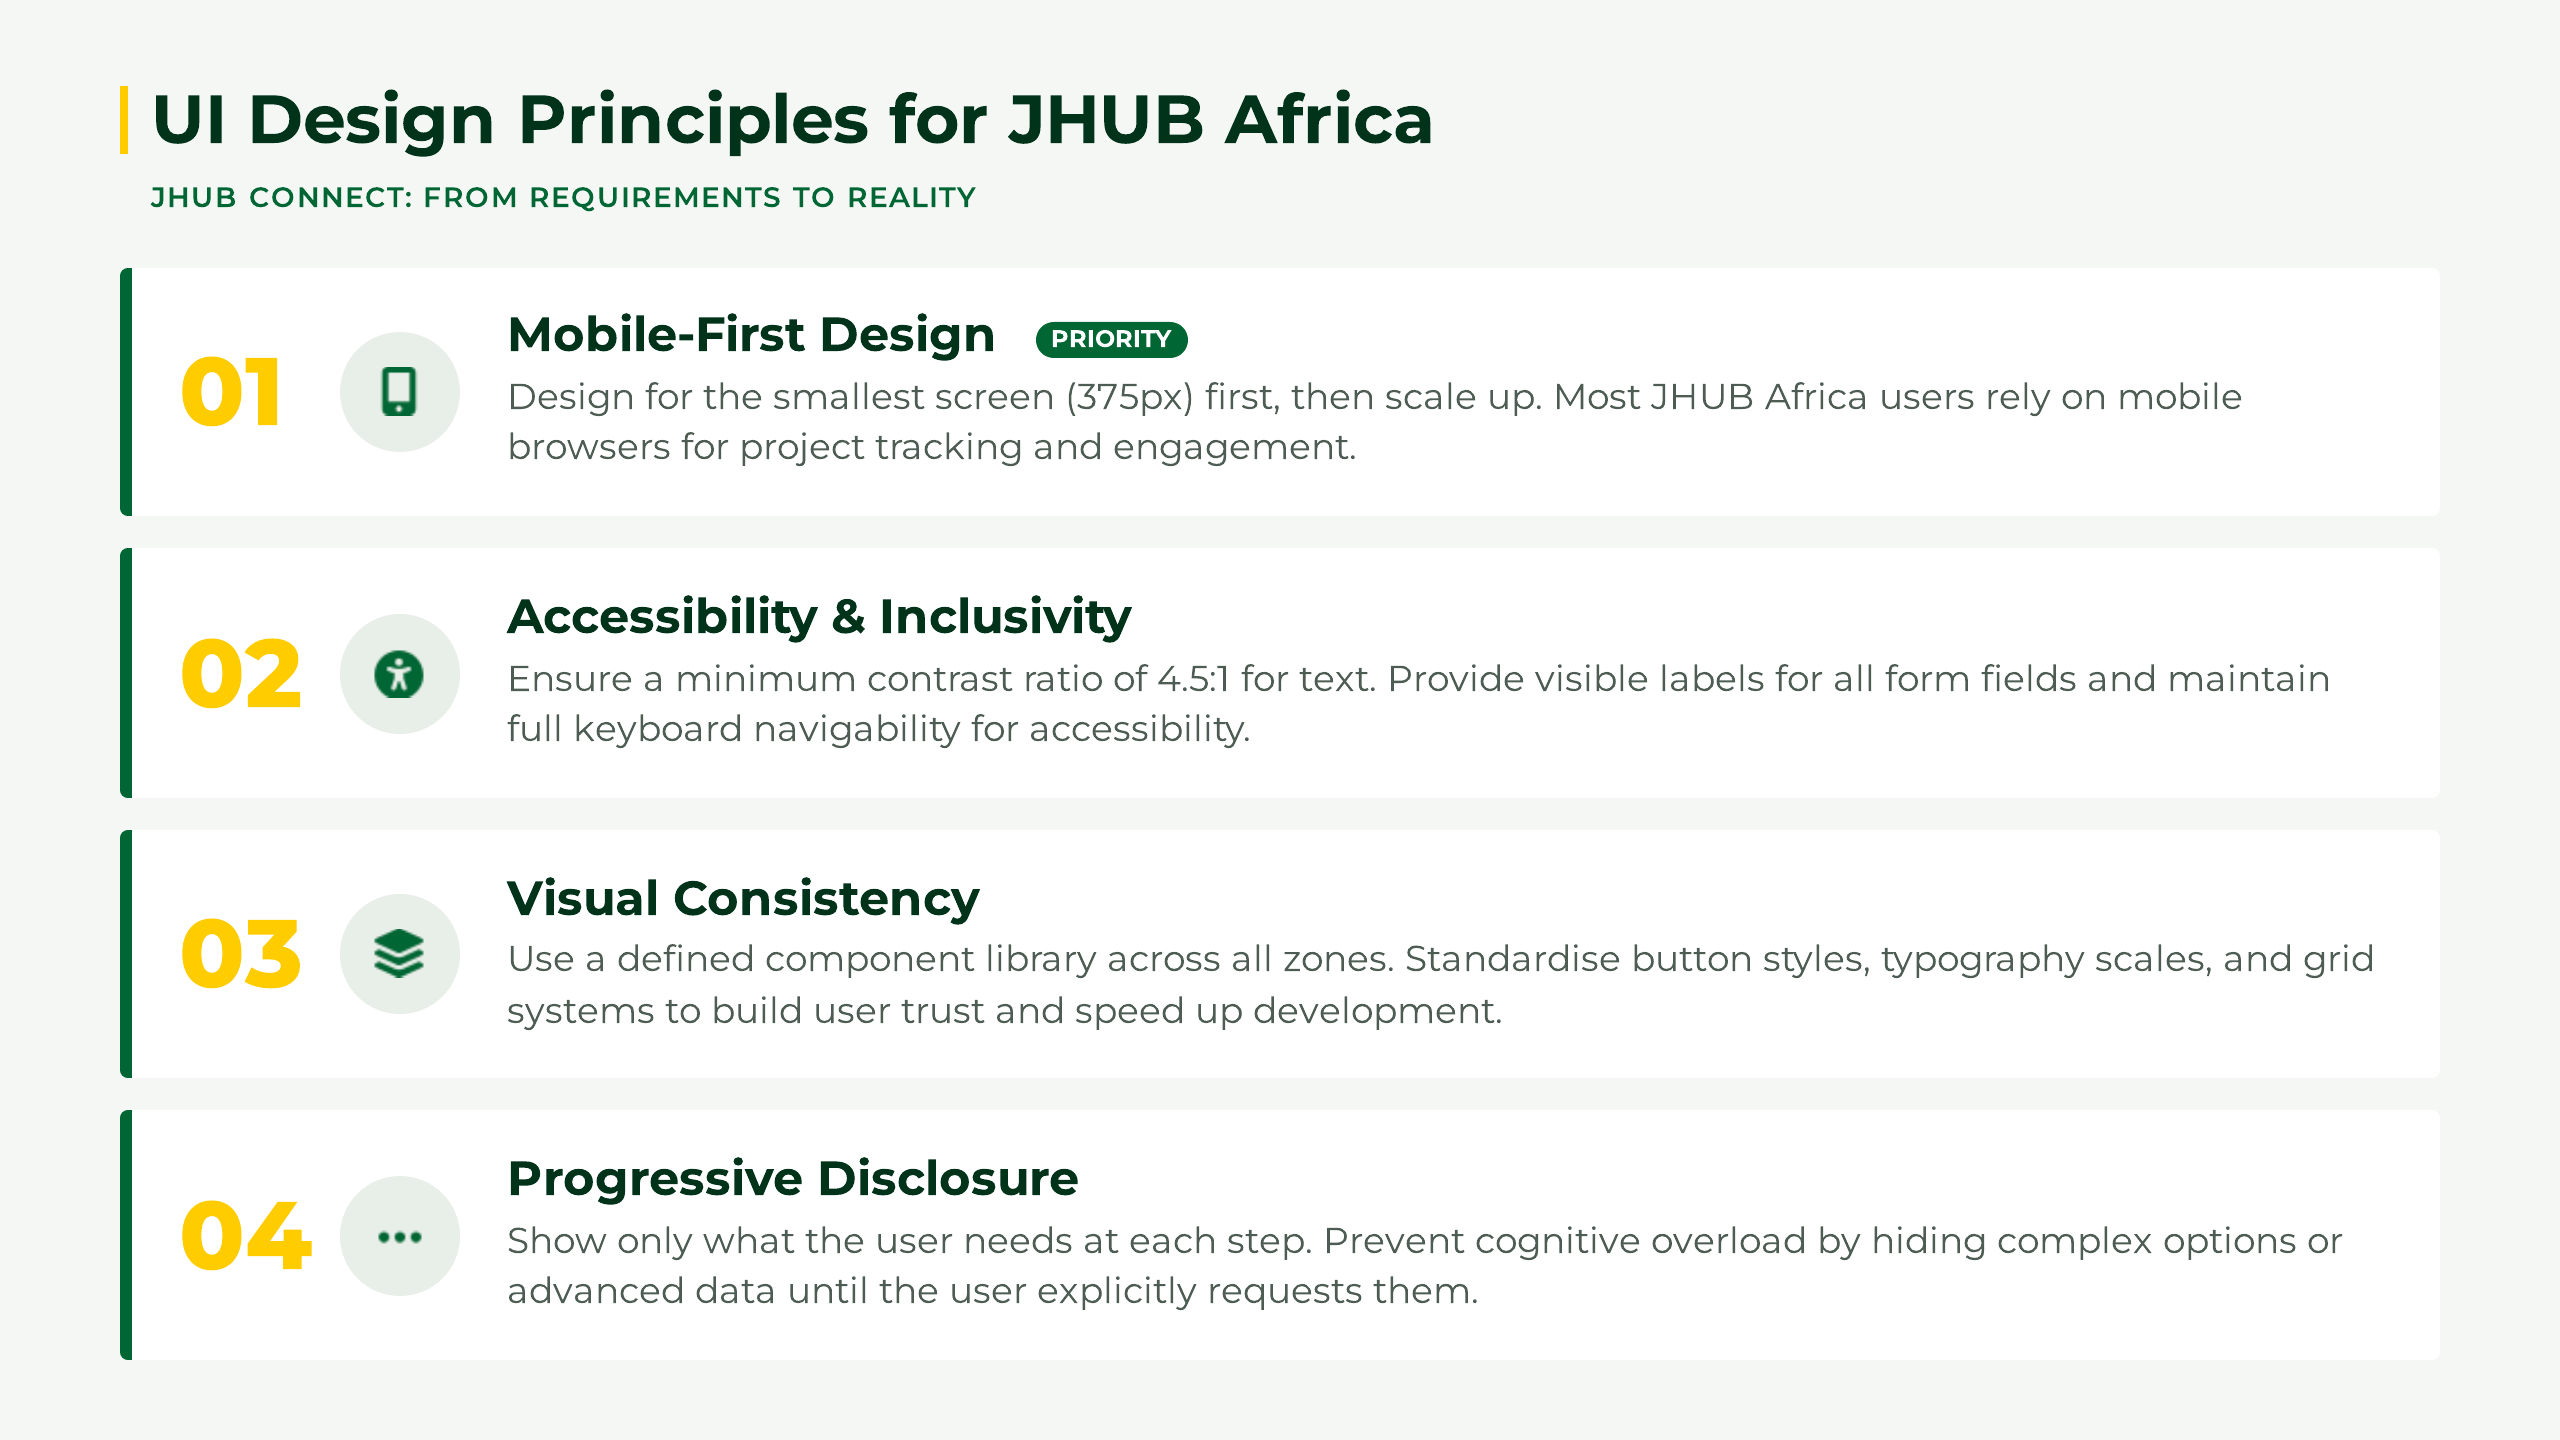 UI Design Principles for JHUB Africa
JHUB CONNECT: FROM REQUIREMENTS TO REALITY
01
Mobile-First Design PRIORITY
Design for the smallest screen (375px) first, then scale up. Most JHUB Africa users rely on mobile
browsers for project tracking and engagement.
02
Accessibility & Inclusivity
Ensure a minimum contrast ratio of 4.5:1 for text. Provide visible labels for all form fields and maintain
full keyboard navigability for accessibility.
03
Visual Consistency
Use a defined component library across all zones. Standardise button styles, typography scales, and grid
systems to build user trust and speed up development.
04
Progressive Disclosure
Show only what the user needs at each step. Prevent cognitive overload by hiding complex options or
advanced data until the user explicitly requests them.